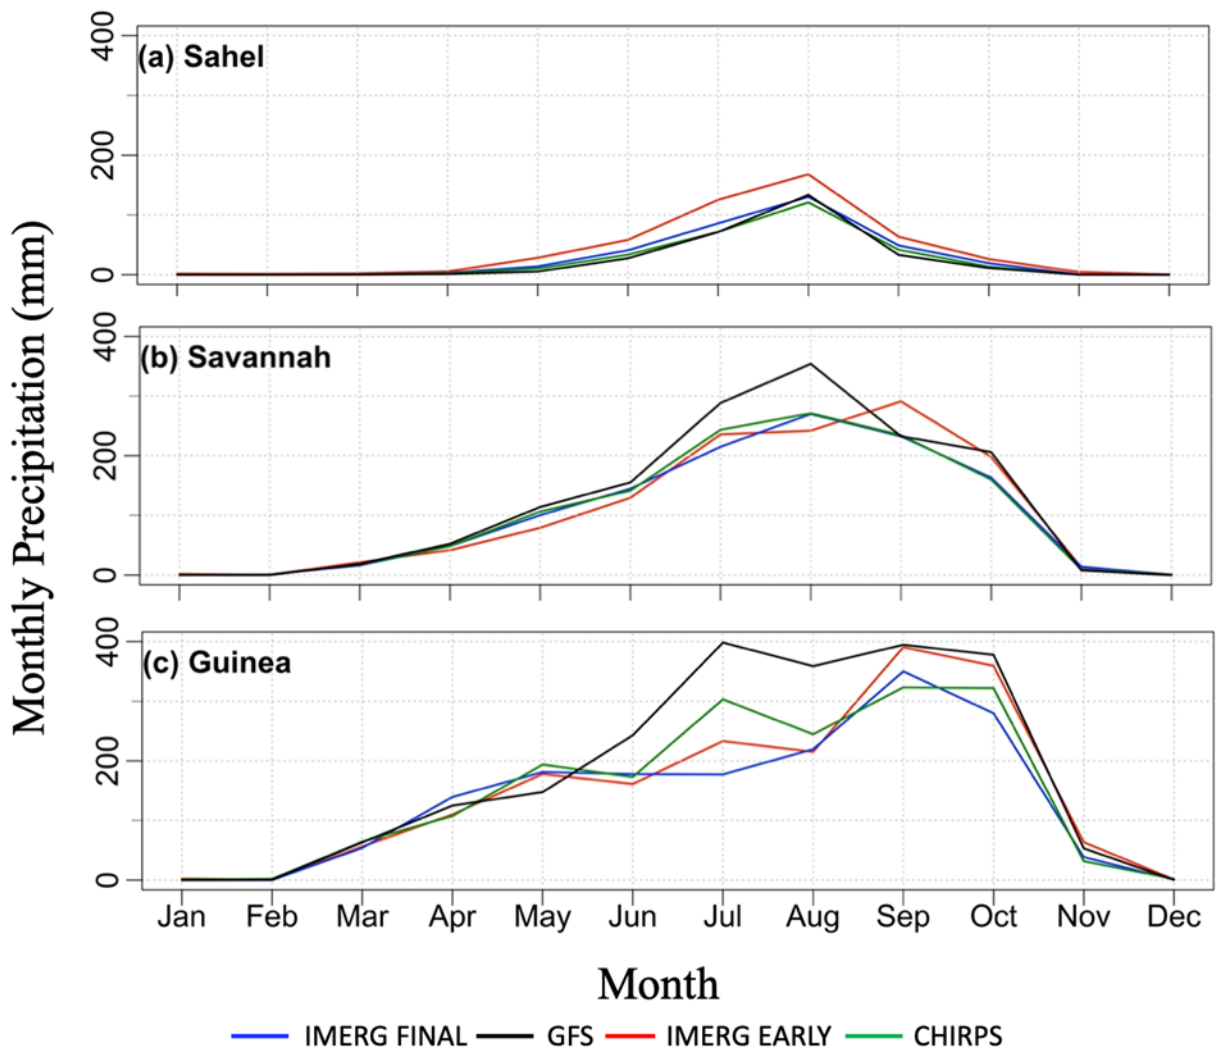 Monthly Precipitation (mm)
400
200
0
(a) Sahel
400
200
0
(b) Savannah
400
200
0
(c) Guinea
Jan Feb Mar Apr May Jun Jul Aug Sep Oct Nov Dec
Month
IMERG FINAL GFS IMERG EARLY CHIRPS